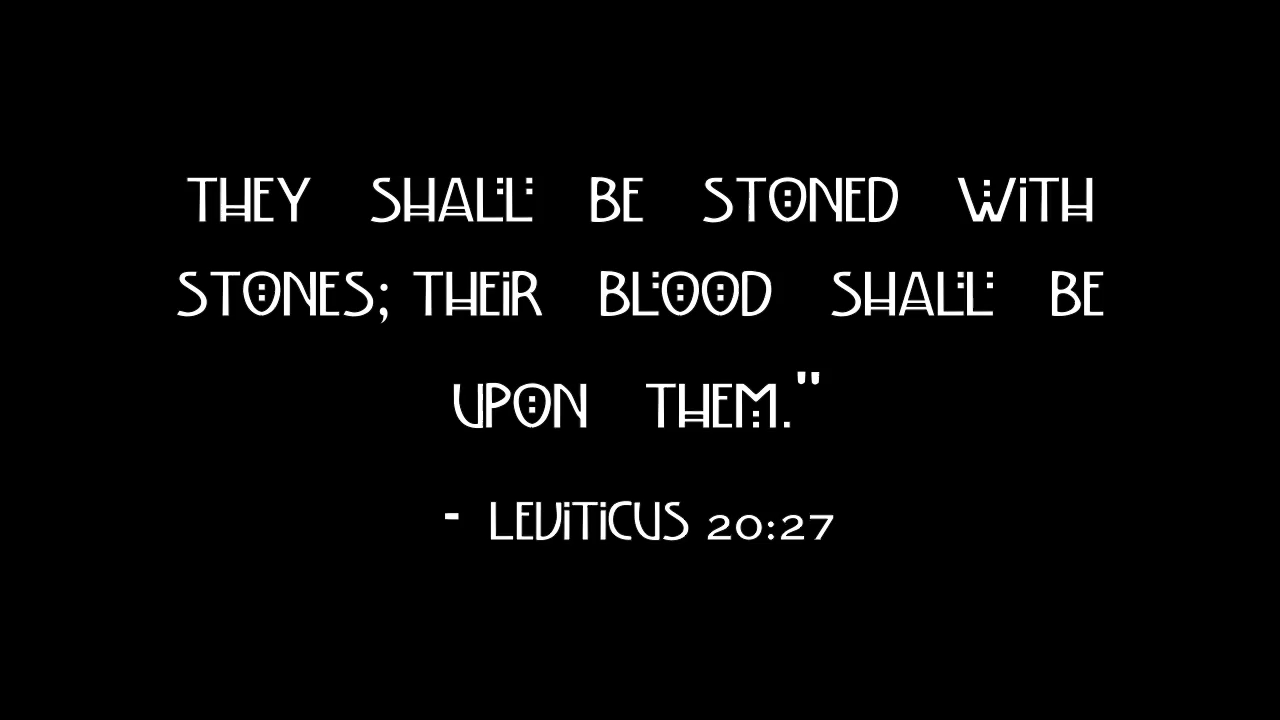 THEY SHALL BE STONED WITH
STONES; THEIR BLOOD SHALL BE
UPON THEM."
- LEVITICUS 20:27